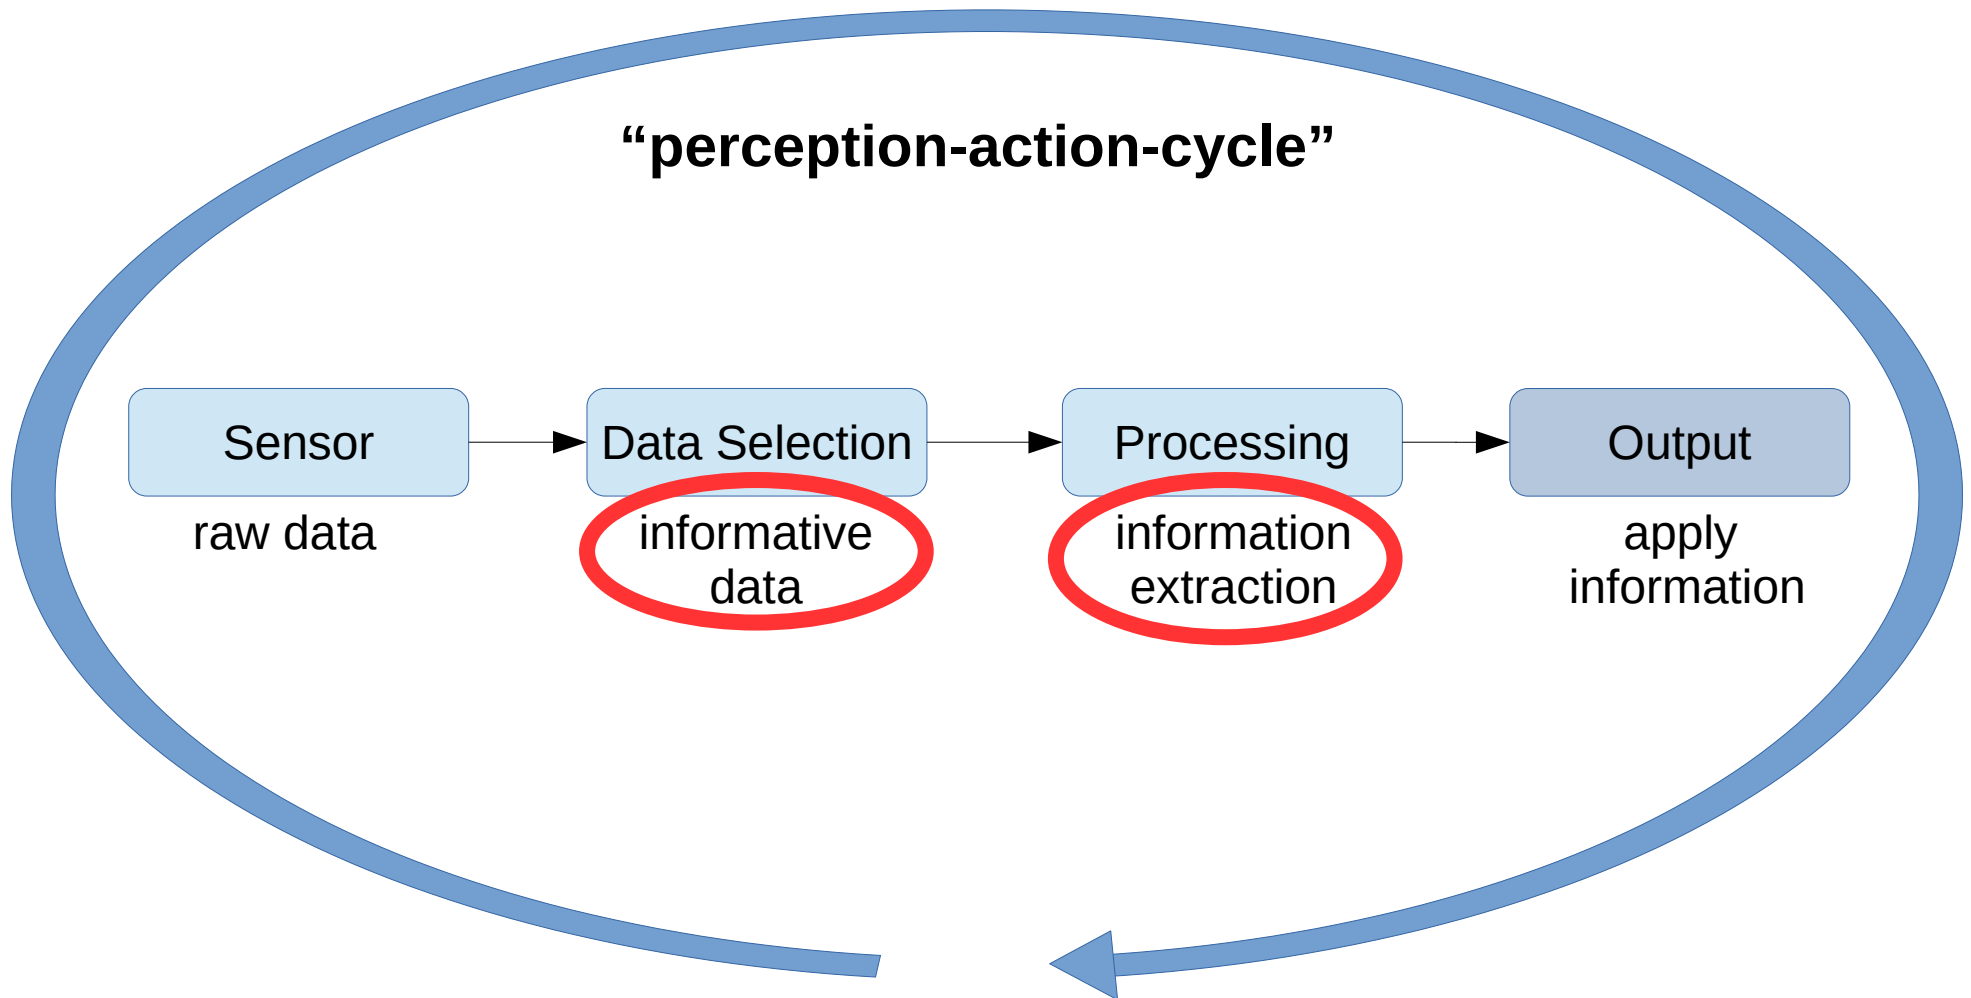 “perception-action-cycle”
Sensor
Data Selection
Processing
Output
raw data
informative
data
information
extraction
apply
information